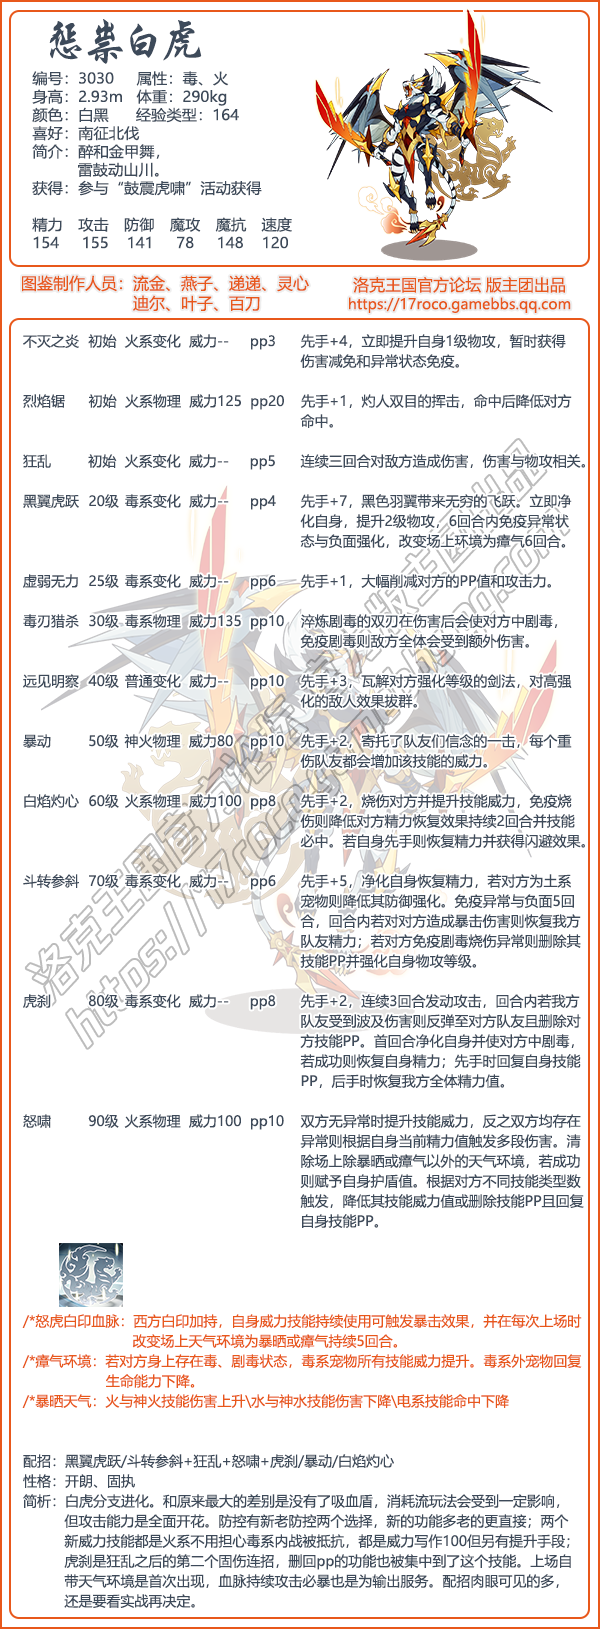 惩祟白虎
编号：3030 属性：毒、火
身高：2.93m 体重：290kg
颜色：白黑 经验类型：164
喜好：南征北伐
简介：醉和金甲舞，
雷鼓动山川。
获得：参与“鼓震虎啸”活动获得
精力 攻击 防御 魔攻 魔抗 速度
154 155 141 78 148 120
图鉴制作人员：流金、燕子、递递、灵心
迪尔、叶子、百刀
洛克王国官方论坛 版主团出品
https://17roco.gamebbs.qq.com
不灭之炎 初始 火系变化 威力-- pp3 先手+4，立即提升自身1级物攻，暂时获得
伤害减免和异常状态免疫。
烈焰锯 初始 火系物理 威力125 pp20 先手+1，灼人双目的挥击，命中后降低对方
命中。
狂乱 初始 火系变化 威力-- pp5 连续三回合对敌方造成伤害，伤害与物攻相关。
黑翼虎跃 20级 毒系变化 威力-- pp4 先手+7，黑色羽翼带来无穷的飞跃。立即净
化自身，提升2级物攻，6回合内免疫异常状
态与负面强化，改变场上环境为瘴气6回合。
虚弱无力 25级 毒系变化 威力-- pp6 先手+1，大幅削减对方的PP值和攻击力。
毒刃猎杀 30级 毒系物理 威力135 pp10 淬炼剧毒的双刃在伤害后会使对方中剧毒，
免疫剧毒则敌方全体会受到额外伤害。
远见明察 40级 普通变化 威力-- pp10 先手+3，瓦解对方强化等级的剑法，对高强
化的敌人效果拔群。
暴动 50级 神火物理 威力80 pp10 先手+2，寄托了队友们信念的一击，每个重
伤队友都会增加该技能的威力。
白焰灼心 60级 火系物理 威力100 pp8 先手+2，烧伤对方并提升技能威力，免疫烧
伤则降低对方精力恢复效果持续2回合并技能
必中。若自身先手则恢复精力并获得闪避效果。
斗转参斜 70级 毒系变化 威力-- pp6 先手+5，净化自身恢复精力，若对方为土系
宠物则降低其防御强化。免疫异常与负面5回
合，回合内若对对方造成暴击伤害则恢复我方
队友精力；若对方免疫剧毒烧伤异常则删除其
技能PP并强化自身物攻等级。
虎刹 80级 毒系变化 威力-- pp8 先手+2，连续3回合发动攻击，回合内若我方
队友受到波及伤害则反弹至对方队友且删除对
方技能PP。首回合净化自身并使对方中剧毒，
若成功则恢复自身精力；先手时回复自身技能
PP，后手时恢复我方全体精力值。
怒啸 90级 火系物理 威力100 pp10 双方无异常时提升技能威力，反之双方均存在
异常则根据自身当前精力值触发多段伤害。清
除场上除暴晒或瘴气以外的天气环境，若成功
则赋予自身护盾值。根据对方不同技能类型数
触发，降低其技能威力值或删除技能PP且回复
自身技能PP。
/*怒虎白印血脉：西方白印加持，自身威力技能持续使用可触发暴击效果，并在每次上场时
改变场上天气环境为暴晒或瘴气持续5回合。
/*瘴气环境：若对方身上存在毒、剧毒状态，毒系宠物所有技能威力提升。毒系外宠物回复
生命能力下降。
/*暴晒天气：火与神火技能伤害上升\水与神水技能伤害下降\电系技能命中下降
配招：黑翼虎跃/斗转参斜+狂乱+怒啸+虎刹/暴动/白焰灼心
性格：开朗、固执
简析：白虎分支进化。和原来最大的差别是没有了吸血盾，消耗流玩法会受到一定影响，
但攻击能力是全面开花。防控有新老防控两个选择，新的功能多老的更直接；两个
新威力技能都是火系不用担心毒系内战被抵抗，都是威力写作100但另有提升手段；
虎刹是狂乱之后的第二个固伤连招，删回pp的功能也被集中到了这个技能。上场自
带天气环境是首次出现，血脉持续攻击必暴也是为输出服务。配招肉眼可见的多，
还是要看实战再决定。
洛克王国官方论坛 版主团出品
https://17roco.gamebbs.qq.com